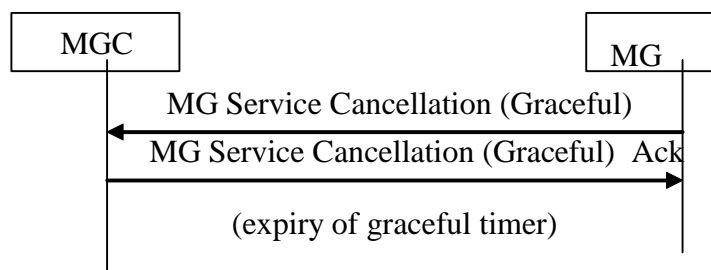 MGC
MG
MG Service Cancellation (Graceful)
MG Service Cancellation (Graceful) Ack
(expiry of graceful timer)